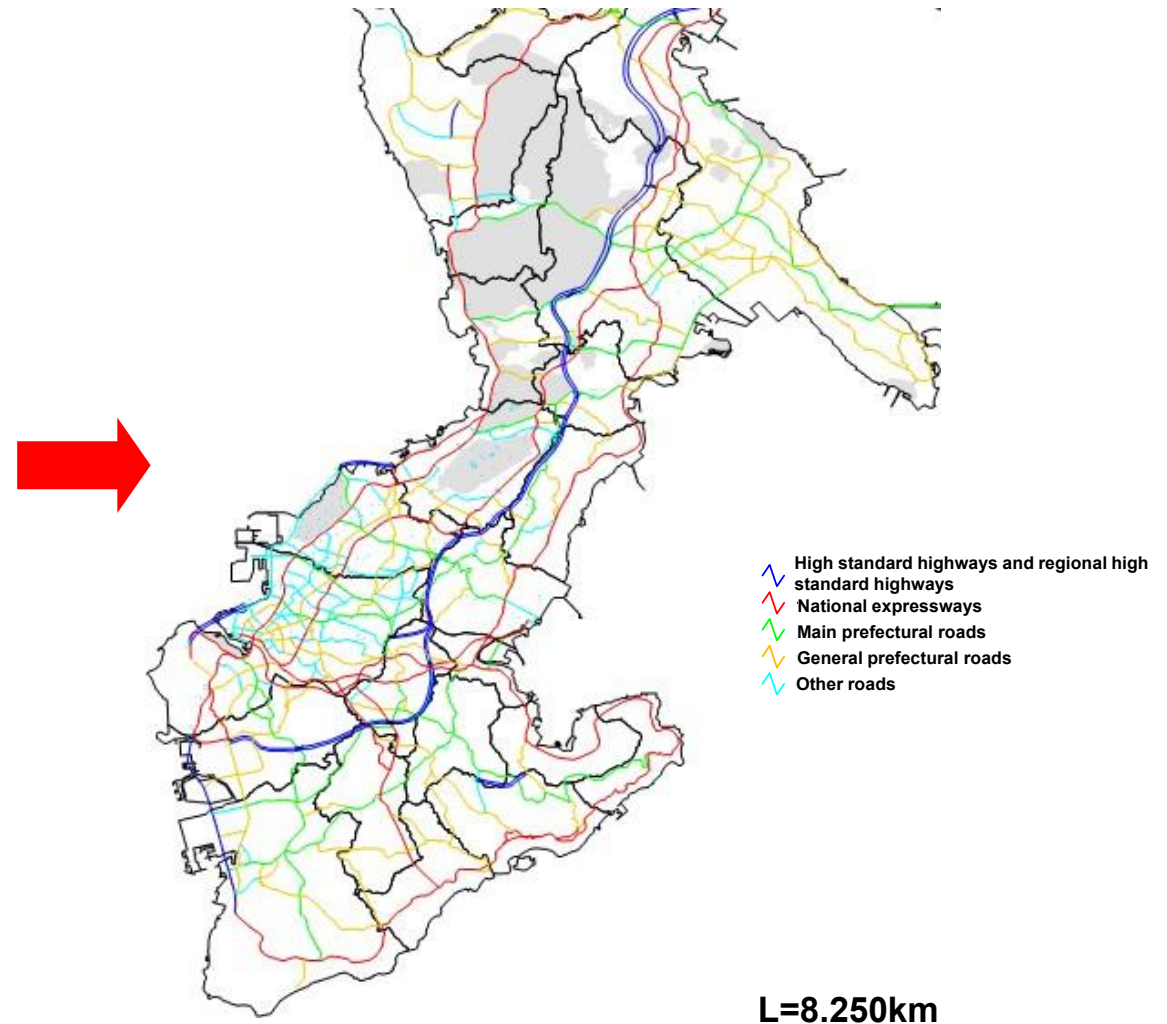 High standard highways and regional high
standard highways
National expressways
Main prefectural roads
General prefectural roads
Other roads
L=8.250km